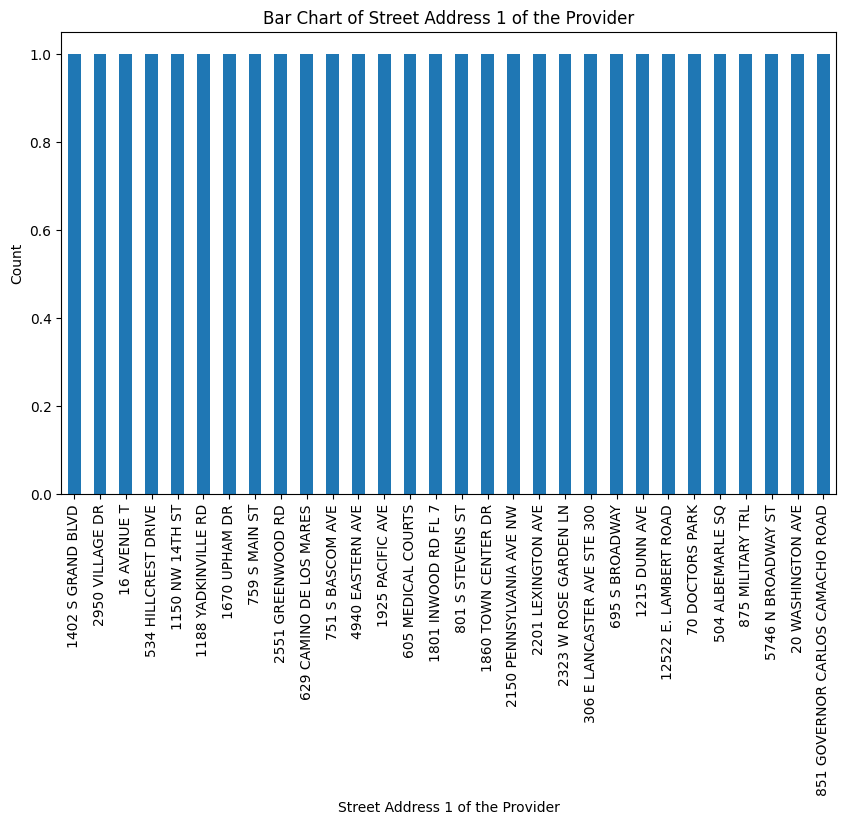 Bar Chart of Street Address 1 of the Provider
1.0
0.8
0.6
0.4
0.2
0.0
Count
1402 S GRAND BLVD
2950 VILLAGE DR
16 AVENUE T
534 HILLCREST DRIVE
1150 NW 14TH ST
1188 YADKINVILLE RD
1670 UPHAM DR
759 S MAIN ST
2551 GREENWOOD RD
629 CAMINO DE LOS MARES
751 S BASCOM AVE
4940 EASTERN AVE
1925 PACIFIC AVE
605 MEDICAL COURTS
1801 INWOOD RD FL 7
801 S STEVENS ST
1860 TOWN CENTER DR
2150 PENNSYLVANIA AVE NW
2201 LEXINGTON AVE
2323 W ROSE GARDEN LN
306 E LANCASTER AVE STE 300
695 S BROADWAY
1215 DUNN AVE
12522 E. LAMBERT ROAD
70 DOCTORS PARK
504 ALBEMARLE SQ
875 MILITARY TRL
5746 N BROADWAY ST
20 WASHINGTON AVE
851 GOVERNOR CARLOS CAMACHO ROAD
Street Address 1 of the Provider